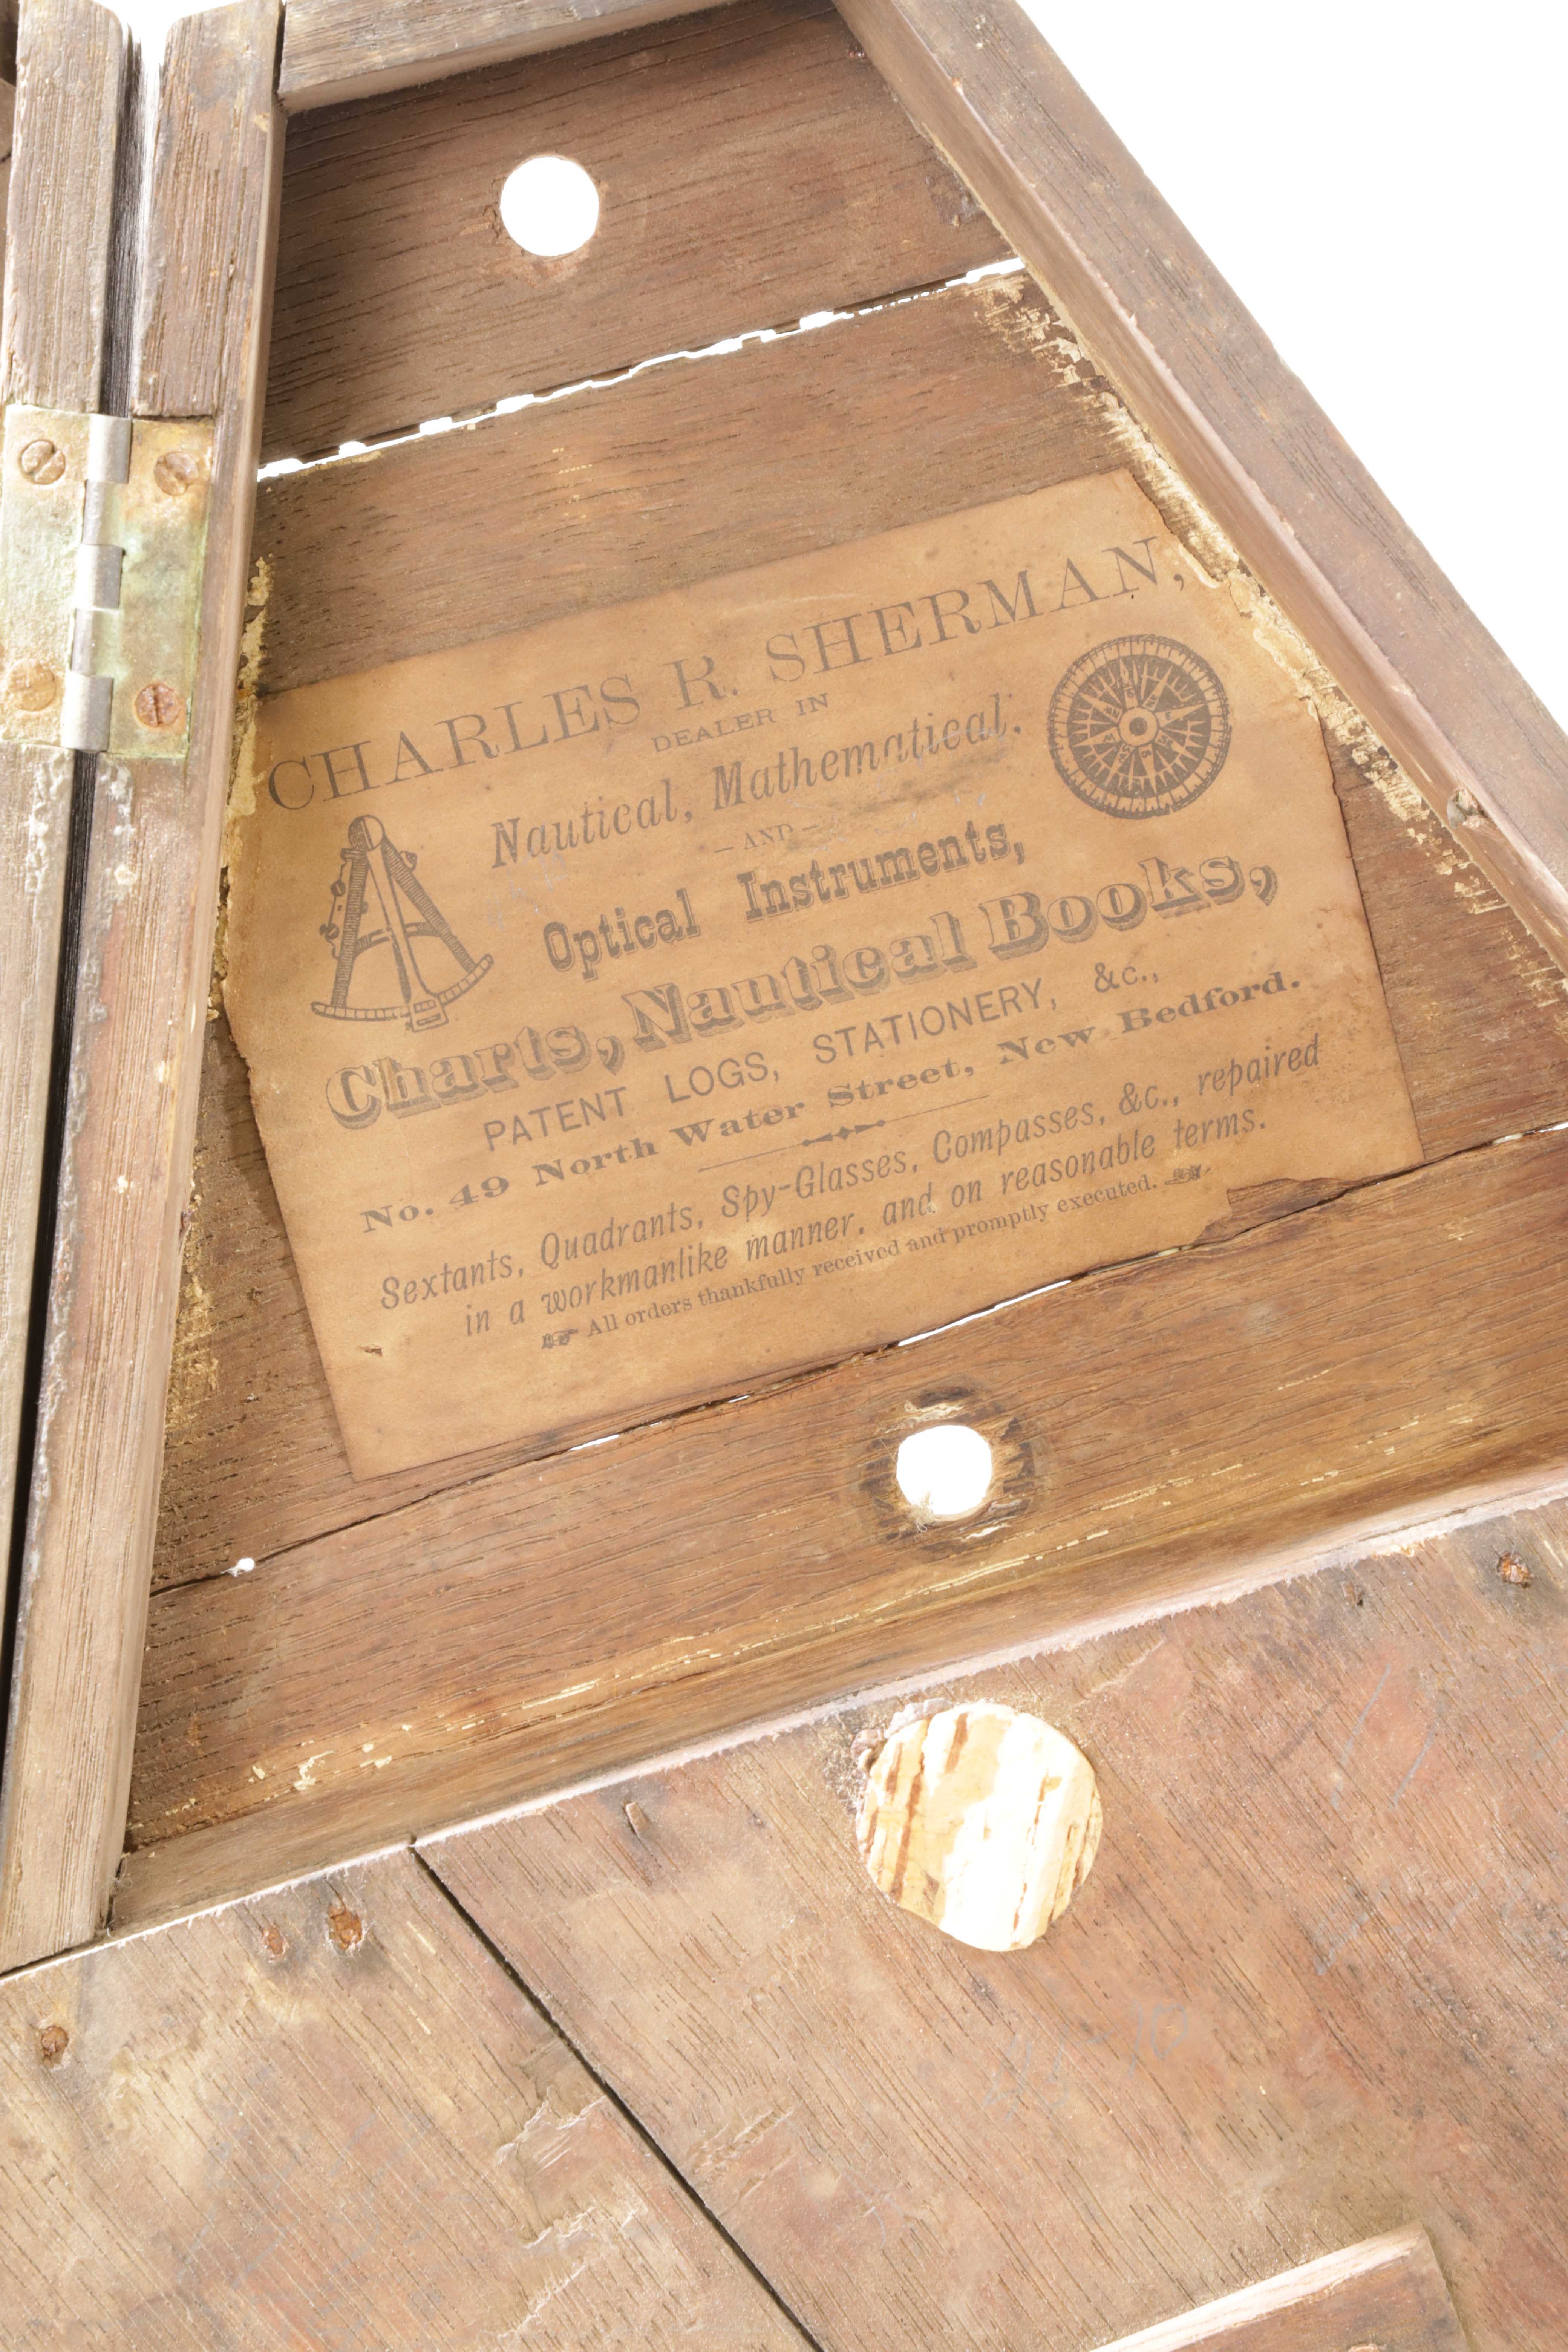 CHARLES R. SHERMAN,
DEALER IN
Nautical, Mathematical,
— AND —
Optical Instruments,
Charts, Nautical Books,
PATENT LOGS, STATIONERY, &c.,
No. 49 North Water Street, New Bedford.
Sextants, Quadrants, Spy-Glasses, Compasses, &c., repaired
in a workmanlike manner, and on reasonable terms.
☞ All orders thankfully received and promptly executed. ☜